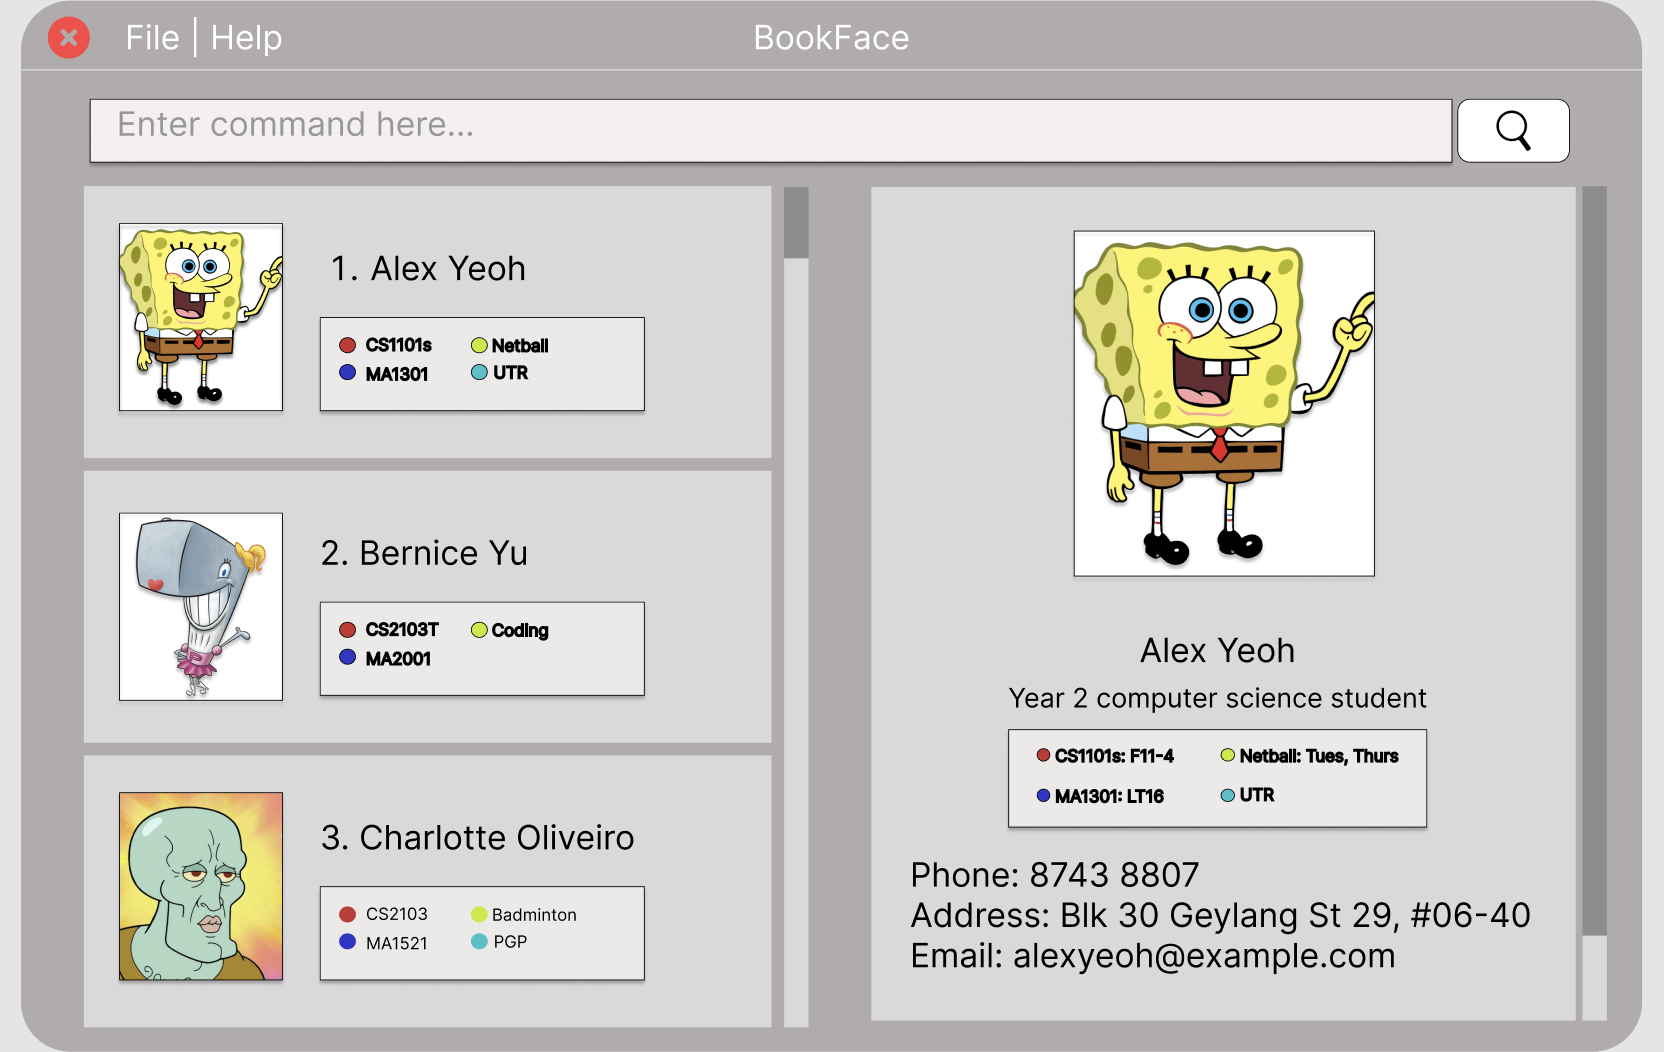 File | Help
BookFace
Enter command here...
1. Alex Yeoh
CS1101s
Netball
MA1301
UTR
2. Bernice Yu
CS2103T
Coding
MA2001
3. Charlotte Oliveiro
CS2103
Badminton
MA1521
PGP
Alex Yeoh
Year 2 computer science student
CS1101s: F11-4
Netball: Tues, Thurs
MA1301: LT16
UTR
Phone: 8743 8807
Address: Blk 30 Geylang St 29, #06-40
Email: alexyeoh@example.com